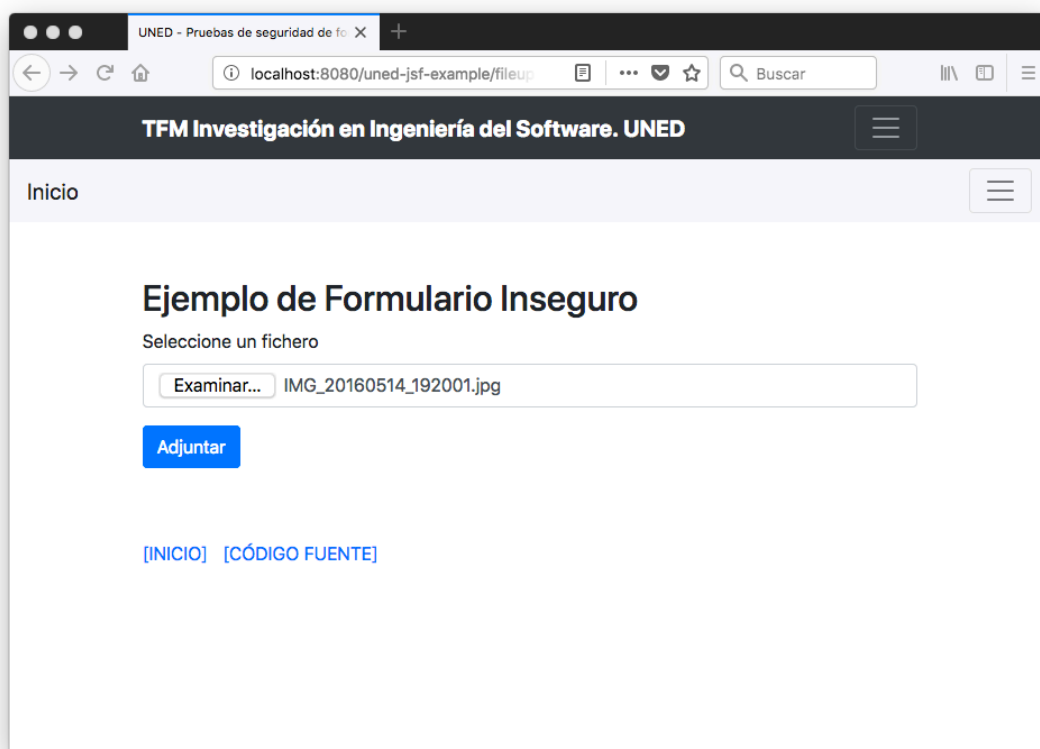 UNED - Pruebas de seguridad de fo
localhost:8080/uned-jsf-example/fileup
Buscar
TFM Investigación en Ingeniería del Software. UNED
Inicio
Ejemplo de Formulario Inseguro
Seleccione un fichero
Examinar... IMG_20160514_192001.jpg
Adjuntar
[INICIO] [CÓDIGO FUENTE]